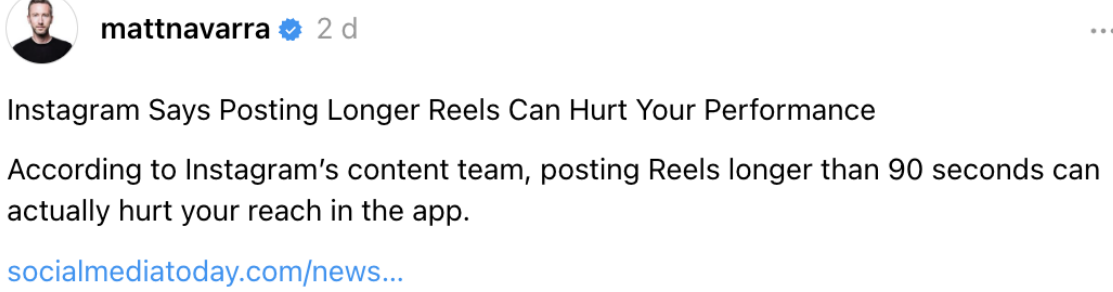 mattnavarra 2 d
Instagram Says Posting Longer Reels Can Hurt Your Performance
According to Instagram’s content team, posting Reels longer than 90 seconds can
actually hurt your reach in the app.
socialmediatoday.com/news...